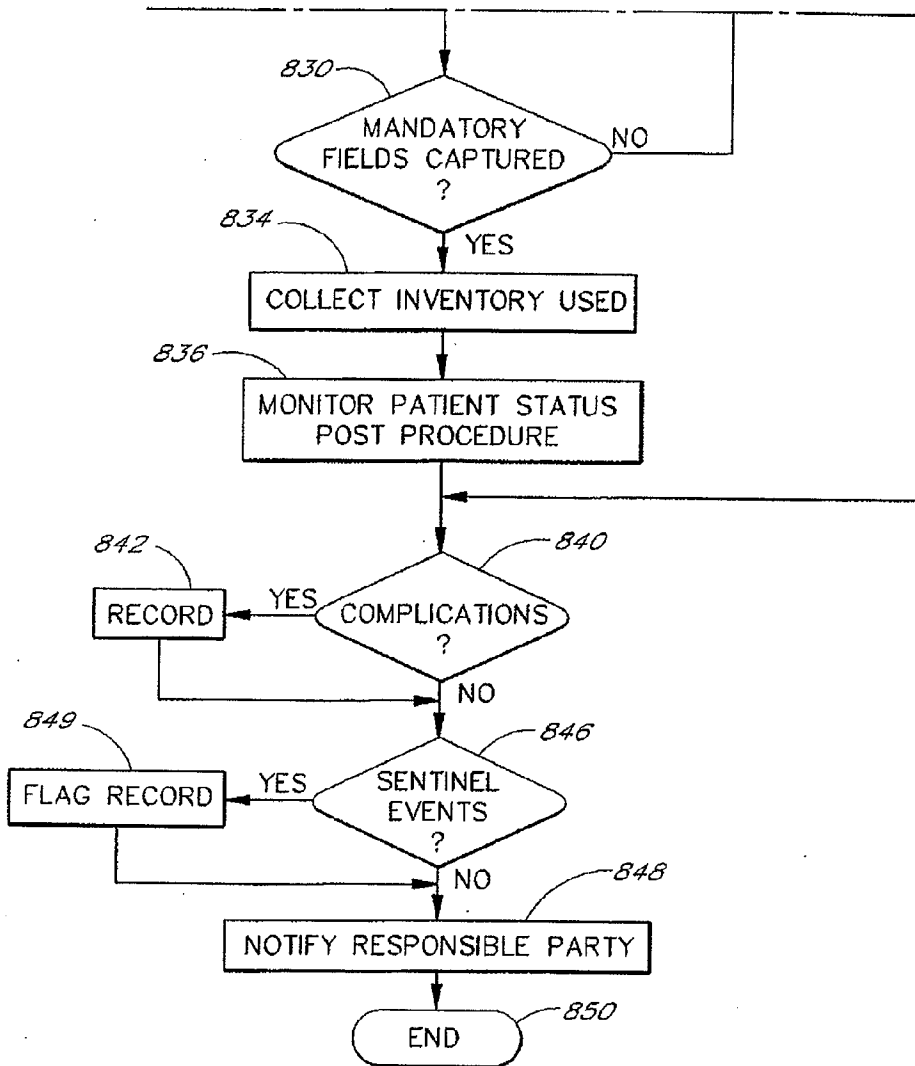 830
MANDATORY
FIELDS CAPTURED
?
NO
834
YES
COLLECT INVENTORY USED
836
MONITOR PATIENT STATUS
POST PROCEDURE
842
840
RECORD
YES
COMPLICATIONS
?
NO
849
846
FLAG RECORD
YES
SENTINEL
EVENTS
?
NO
848
NOTIFY RESPONSIBLE PARTY
END
850